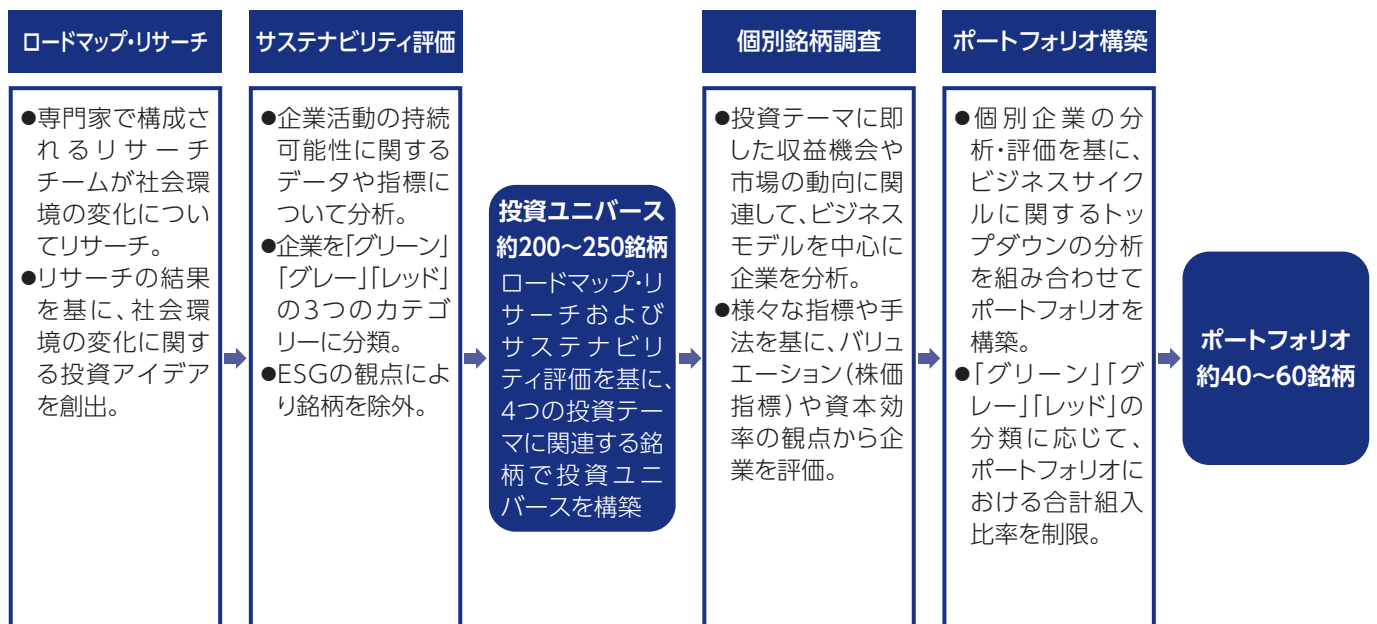 ロードマップ・リサーチ
●専門家で構成さ
れるリサーチ
チームが社会環
境の変化につい
てリサーチ。
●リサーチの結果
を基に、社会環
境の変化に関す
る投資アイデア
を創出。
サステナビリティ評価
●企業活動の持続
可能性に関する
データや指標に
ついて分析。
●企業を「グリーン」
「グレー」「レッド」
の3つのカテゴ
リーに分類。
●ESGの観点によ
り銘柄を除外。
投資ユニバース
約200～250銘柄
ロードマップ・リ
サーチおよび
サステナビリ
ティ評価を基に、
4つの投資テー
マに関連する銘
柄で投資ユニ
バースを構築
個別銘柄調査
●投資テーマに即
した収益機会や
市場の動向に関
連して、ビジネス
モデルを中心に
企業を分析。
●様々な指標や手
法を基に、バリュ
エーション(株価
指標)や資本効
率の観点から企
業を評価。
ポートフォリオ構築
●個別企業の分
析・評価を基に、
ビジネスサイク
ルに関するトッ
プダウンの分析
を組み合わせて
ポートフォリオを
構築。
●「グリーン」「グ
レー」「レッド」の
分類に応じて、
ポートフォリオに
おける合計組入
比率を制限。
ポートフォリオ
約40～60銘柄